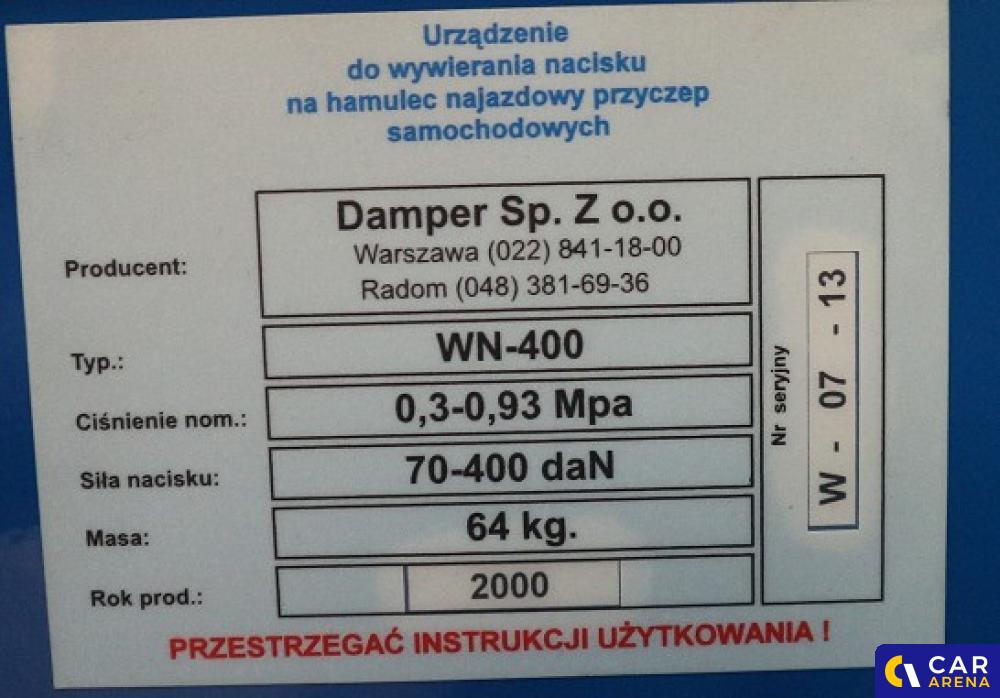 Urządzenie
do wywierania nacisku
na hamulec najazdowy przyczep
samochodowych
Producent:
Damper Sp. Z o.o.
Warszawa (022) 841-18-00
Radom (048) 381-69-36
Typ.:
WN-400
Ciśnienie nom.:
0,3-0,93 Mpa
Siła nacisku:
70-400 daN
Masa:
64 kg.
Rok prod.:
2000
Nr seryjny
W - 07 - 13
PRZESTRZEGAĆ INSTRUKCJI UŻYTKOWANIA !
CAR
ARENA